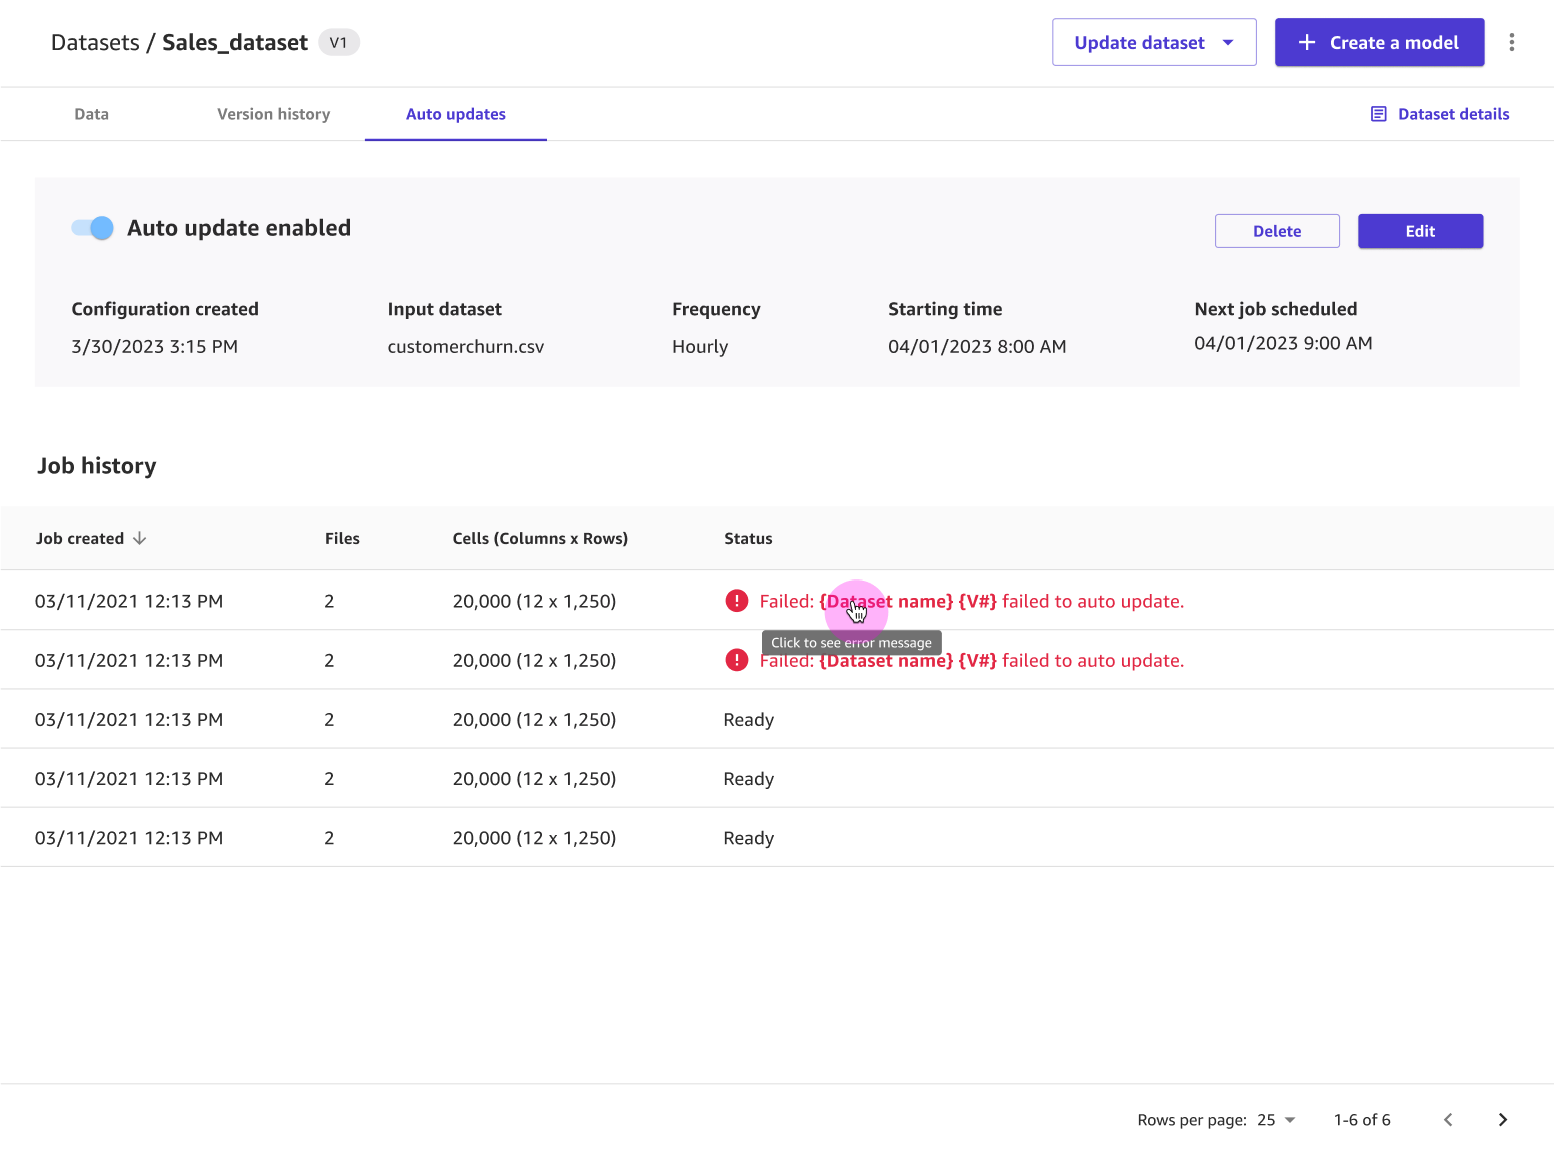 Datasets / Sales_dataset V1
Update dataset
+ Create a model
Data
Version history
Auto updates
Dataset details
Auto update enabled
Delete
Edit
Configuration created
Input dataset
Frequency
Starting time
Next job scheduled
3/30/2023 3:15 PM
customerchurn.csv
Hourly
04/01/2023 8:00 AM
04/01/2023 9:00 AM
Job history
Job created
Files
Cells (Columns x Rows)
Status
03/11/2021 12:13 PM 2 20,000 (12 x 1,250) Failed: {Dataset name} {V#} failed to auto update.
Click to see error message
03/11/2021 12:13 PM 2 20,000 (12 x 1,250) Failed: {Dataset name} {V#} failed to auto update.
03/11/2021 12:13 PM 2 20,000 (12 x 1,250) Ready
03/11/2021 12:13 PM 2 20,000 (12 x 1,250) Ready
03/11/2021 12:13 PM 2 20,000 (12 x 1,250) Ready
Rows per page: 25 1-6 of 6